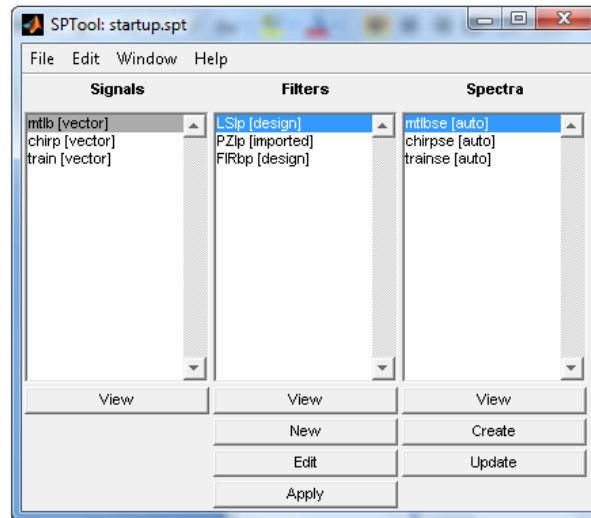 SPTool: startup.spt
File Edit Window Help
Signals Filters Spectra
mtlb [vector] LSlp [design] mtlbse [auto]
chirp [vector] PZlp [imported] chirpse [auto]
train [vector] FIRbp [design] trainse [auto]
View View View
New Create
Edit Update
Apply